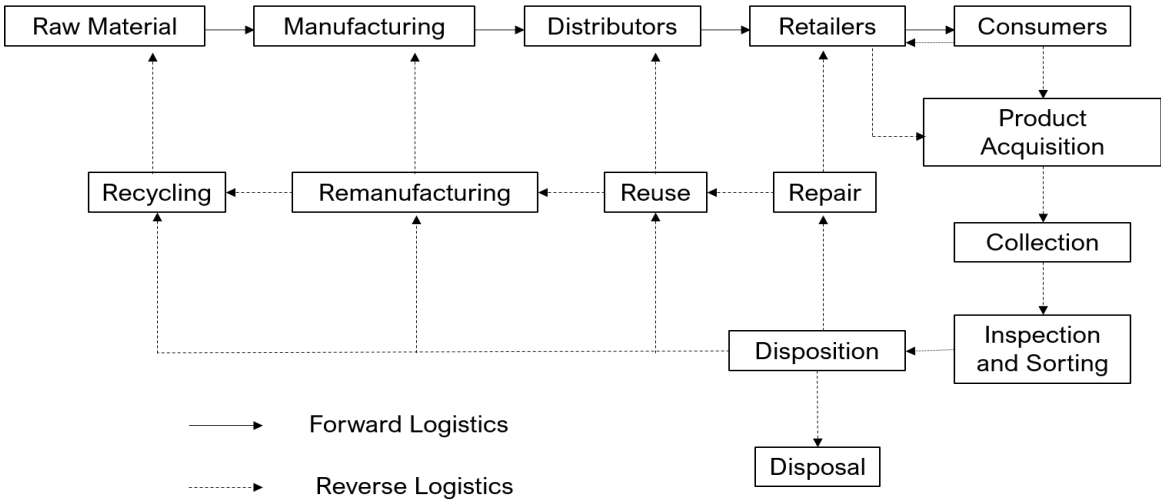 Raw Material
Manufacturing
Distributors
Retailers
Consumers
Product
Acquisition
Recycling
Remanufacturing
Reuse
Repair
Collection
Disposition
Inspection
and Sorting
Forward Logistics
Disposal
Reverse Logistics